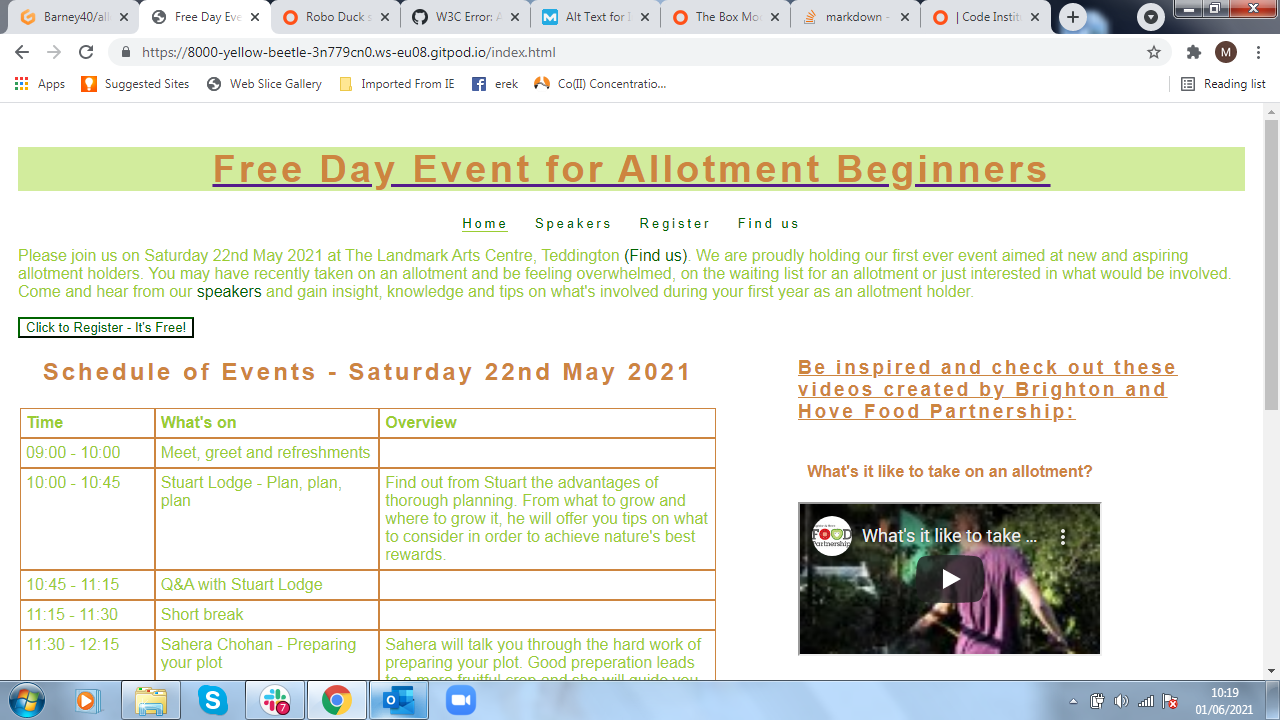 Barney40/all
Free Day Eve
Robo Duck s
W3C Error: A
Alt Text for I
The Box Mo
markdown -
| Code Instit
https://8000-yellow-beetle-3n779cn0.ws-eu08.gitpod.io/index.html
M
Apps
Suggested Sites
Web Slice Gallery
Imported From IE
erek
Co(II) Concentratio...
Reading list
Free Day Event for Allotment Beginners
Home Speakers Register Find us
Please join us on Saturday 22nd May 2021 at The Landmark Arts Centre, Teddington (Find us). We are proudly holding our first ever event aimed at new and aspiring
allotment holders. You may have recently taken on an allotment and be feeling overwhelmed, on the waiting list for an allotment or just interested in what would be involved.
Come and hear from our speakers and gain insight, knowledge and tips on what's involved during your first year as an allotment holder.
Click to Register - It's Free!
Schedule of Events - Saturday 22nd May 2021
Time What's on Overview
09:00 - 10:00 Meet, greet and refreshments
10:00 - 10:45 Stuart Lodge - Plan, plan, plan
Find out from Stuart the advantages of
thorough planning. From what to grow and
where to grow it, he will offer you tips on what
to consider in order to achieve nature's best
rewards.
10:45 - 11:15 Q&A with Stuart Lodge
11:15 - 11:30 Short break
11:30 - 12:15 Sahera Chohan - Preparing your plot
Sahera will talk you through the hard work of
preparing your plot. Good preperation leads
to a more fruitful crop and she will guide you
Be inspired and check out these
videos created by Brighton and
Hove Food Partnership:
What's it like to take on an allotment?
FOOD
Partnership
What's it like to take ...
7
10:19
01/06/2021